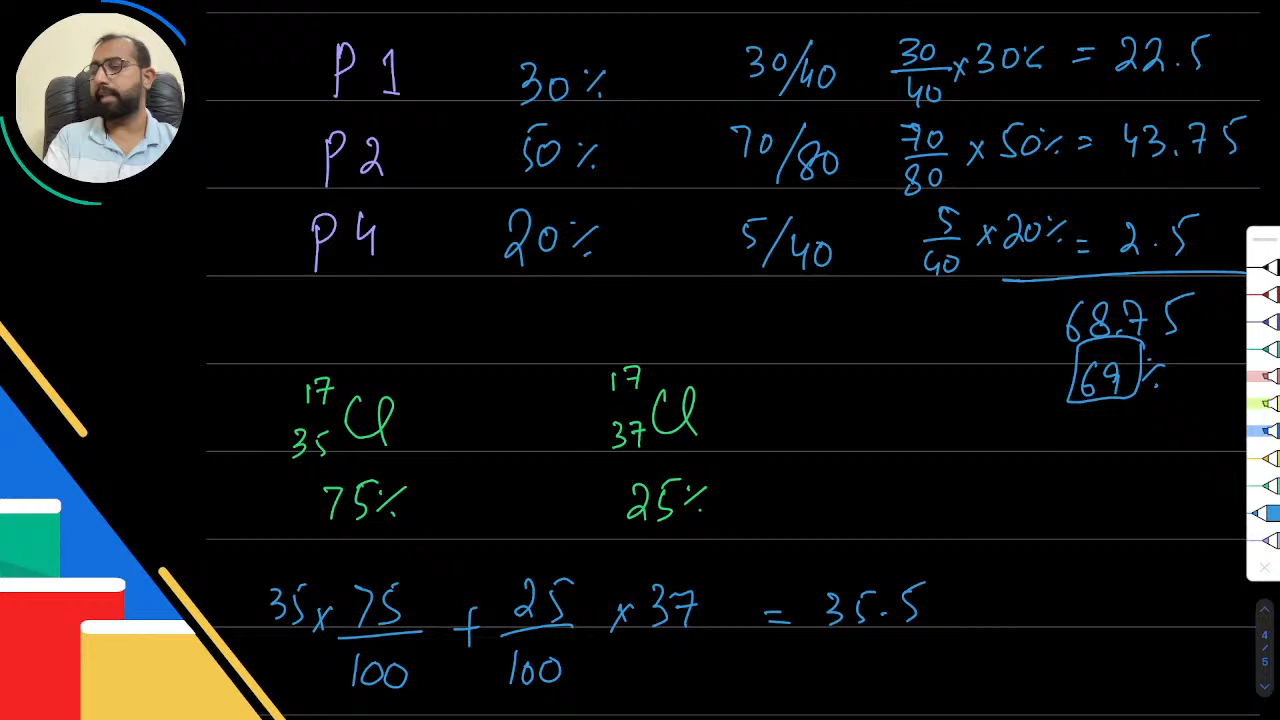 P 1 30% 30/40 30/40 × 30% = 22.5
P 2 50% 70/80 70/80 × 50% = 43.75
P 4 20% 5/40 5/40 × 20% = 2.5
68.75
69%
17 35 Cl 17 37 Cl
75% 25%
35 × 75/100 + 25/100 × 37 = 35.5
4 / 5